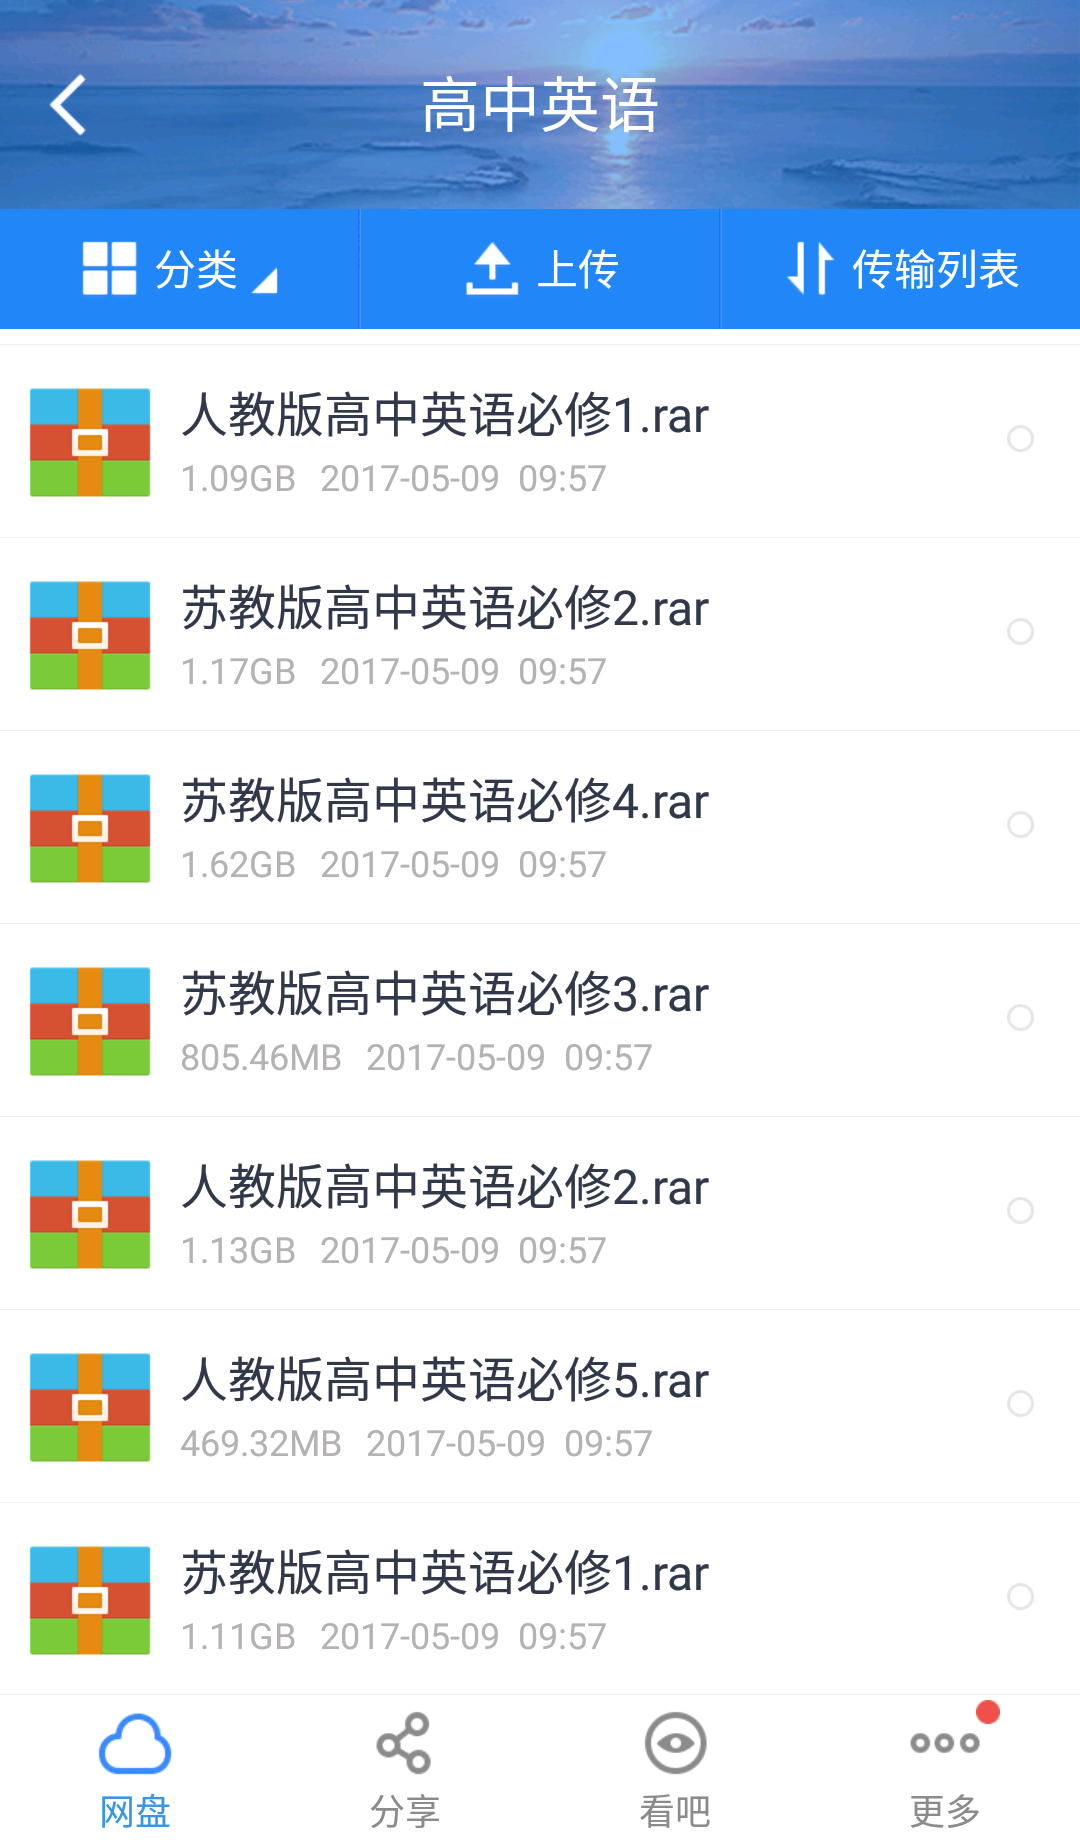 高中英语
分类
上传
传输列表
人教版高中英语必修1.rar
1.09GB 2017-05-09 09:57
苏教版高中英语必修2.rar
1.17GB 2017-05-09 09:57
苏教版高中英语必修4.rar
1.62GB 2017-05-09 09:57
苏教版高中英语必修3.rar
805.46MB 2017-05-09 09:57
人教版高中英语必修2.rar
1.13GB 2017-05-09 09:57
人教版高中英语必修5.rar
469.32MB 2017-05-09 09:57
苏教版高中英语必修1.rar
1.11GB 2017-05-09 09:57
网盘
分享
看吧
更多